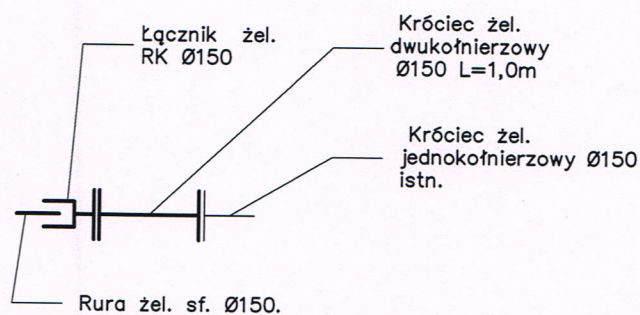 Łącznik żel.
RK Ø150
Króciec żel.
dwukołnierzowy
Ø150 L=1,0m
Króciec żel.
jednokołnierzowy Ø150
istn.
Rura żel. sf. Ø150.